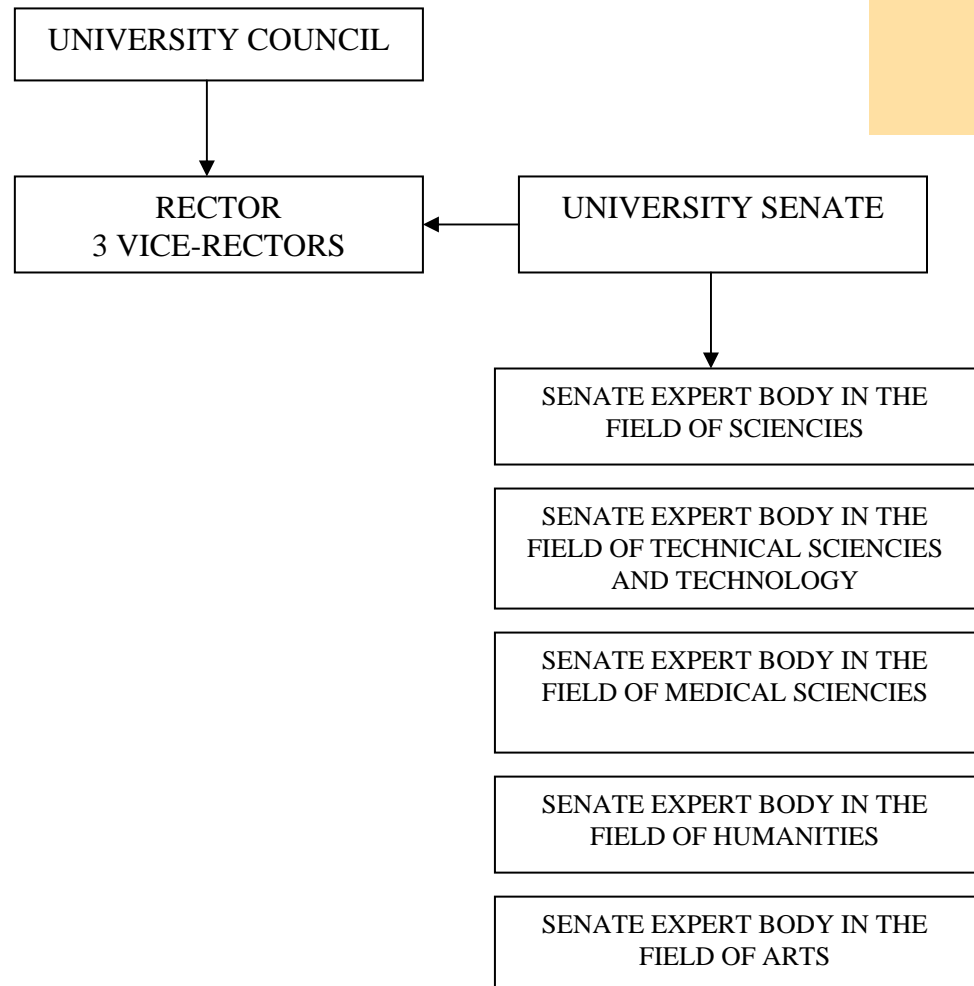 UNIVERSITY COUNCIL
RECTOR
3 VICE-RECTORS
UNIVERSITY SENATE
SENATE EXPERT BODY IN THE
FIELD OF SCIENCIES
SENATE EXPERT BODY IN THE
FIELD OF TECHNICAL SCIENCIES
AND TECHNOLOGY
SENATE EXPERT BODY IN THE
FIELD OF MEDICAL SCIENCIES
SENATE EXPERT BODY IN THE
FIELD OF HUMANITIES
SENATE EXPERT BODY IN THE
FIELD OF ARTS